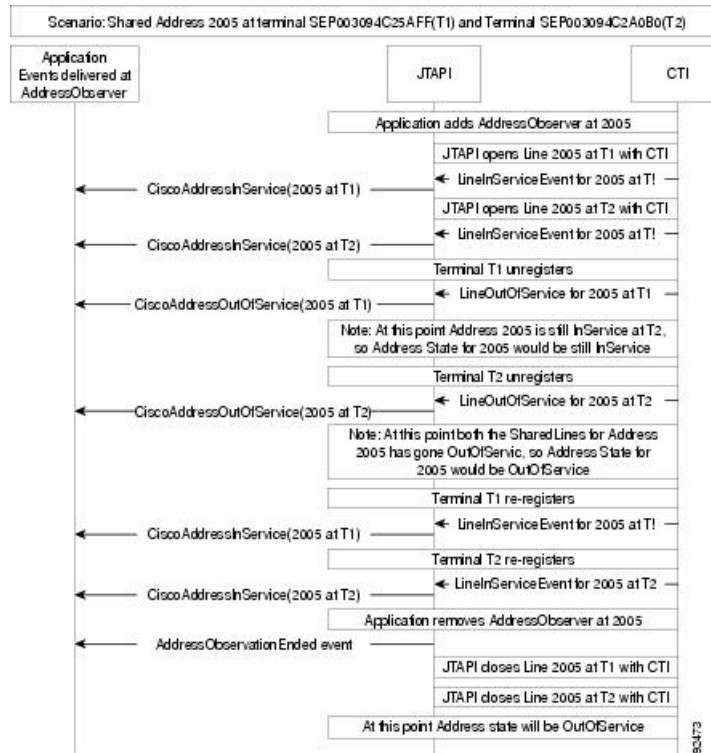 Scenario: Shared Address 2005 at terminal SEP003094C25AFF(T1) and Terminal SEP003094C2A0B0(T2)
Application
Events delivered at
AddressObserver
JTAPI
CTI
Application adds AddressObserver at 2005
JTAPI opens Line 2005 at T1 with CTI
LineInServiceEvent for 2005 at T!
CiscoAddressInService(2005 at T1)
JTAPI opens Line 2005 at T2 with CTI
LineInServiceEvent for 2005 at T!
CiscoAddressInService(2005 at T2)
Terminal T1 unregisters
LineOutOfService for 2005 at T1
CiscoAddressOutOfService(2005 at T1)
Note: At this point Address 2005 is still InService at T2,
so Address State for 2005 would be still InService
Terminal T2 unregisters
LineOutOfService for 2005 at T2
CiscoAddressOutOfService(2005 at T2)
Note: At this point both the SharedLines for Address
2005 has gone OutOfServic, so Address State for
2005 would be OutOfService
Terminal T1 re-registers
LineInServiceEvent for 2005 at T!
CiscoAddressInService(2005 at T1)
Terminal T2 re-registers
LineInServiceEvent for 2005 at T2
CiscoAddressInService(2005 at T2)
Application removes AddressObserver at 2005
AddressObservationEnded event
JTAPI closes Line 2005 at T1 with CTI
JTAPI closes Line 2005 at T2 with CTI
At this point Address state will be OutOfService
92473